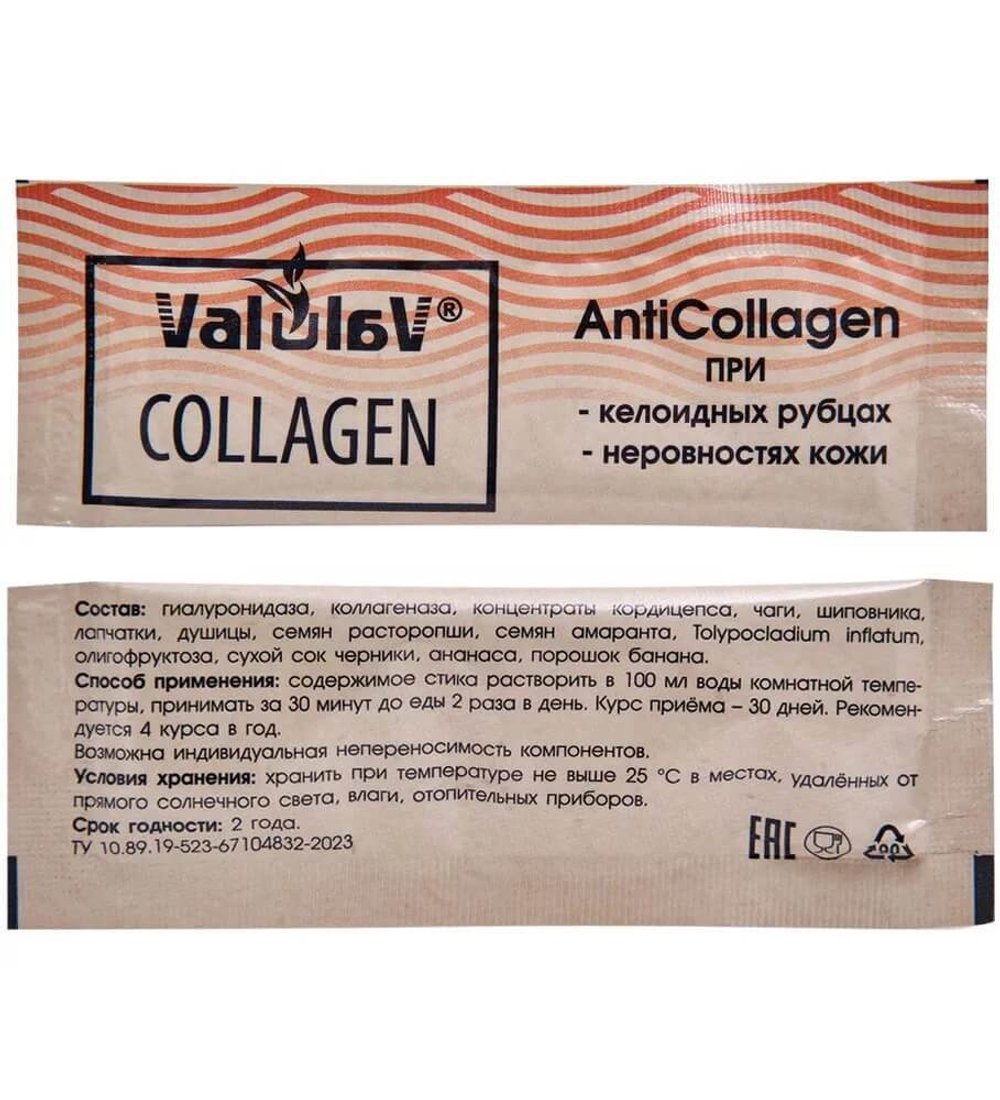 ValulaV®
COLLAGEN
AntiCollagen
ПРИ
- келоидных рубцах
- неровностях кожи
Состав: гиалуронидаза, коллагеназа, концентраты кордицепса, чаги, шиповника,
лапчатки, душицы, семян расторопши, семян амаранта, Tolypocladium inflatum,
олигофруктоза, сухой сок черники, ананаса, порошок банана.
Способ применения: содержимое стика растворить в 100 мл воды комнатной темпе-
ратуры, принимать за 30 минут до еды 2 раза в день. Курс приёма – 30 дней. Рекомен-
дуется 4 курса в год.
Возможна индивидуальная непереносимость компонентов.
Условия хранения: хранить при температуре не выше 25 °C в местах, удалённых от
прямого солнечного света, влаги, отопительных приборов.
Срок годности: 2 года.
ТУ 10.89.19-523-67104832-2023
EAC